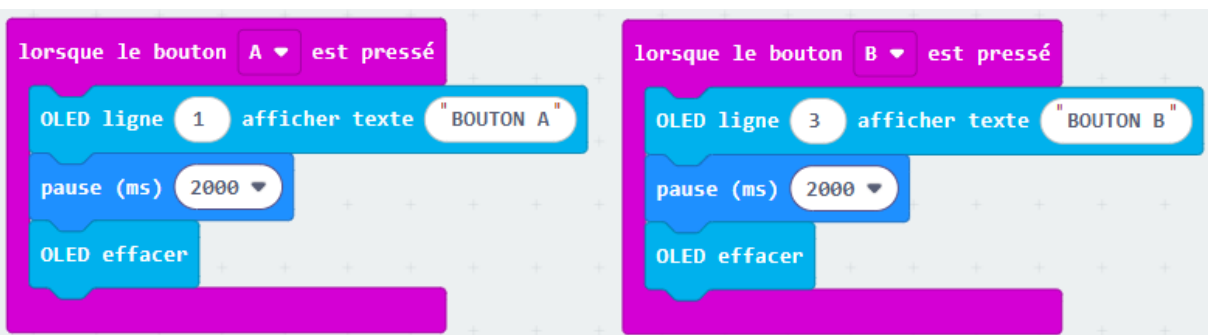 lorsque le bouton A est pressé
OLED ligne 1 afficher texte "BOUTON A"
pause (ms) 2000
OLED effacer
lorsque le bouton B est pressé
OLED ligne 3 afficher texte "BOUTON B"
pause (ms) 2000
OLED effacer